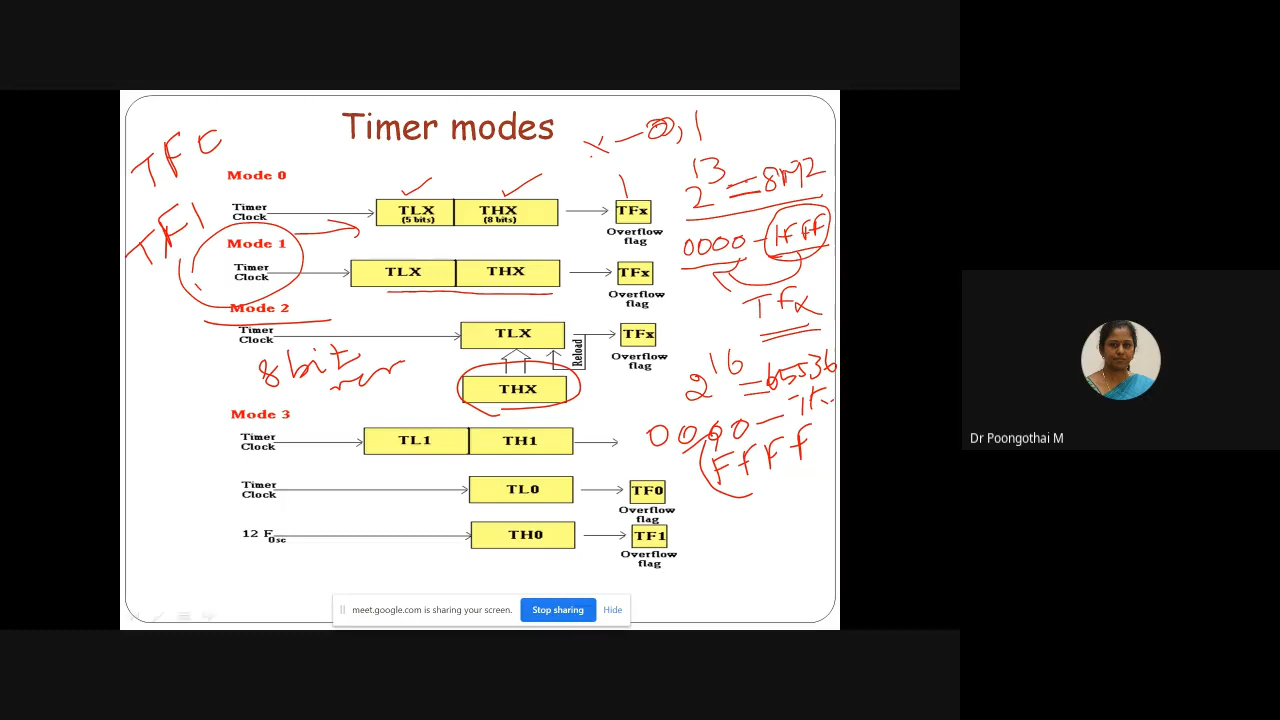 Timer modes
x — 0, 1
TF0
TF1
2^13 = 8192
0000 – 1FFF
TFx
2^16 = 65536
0000 —
FFFF
Mode 0
Timer
Clock
TLX
(5 bits)
THX
(8 bits)
TFx
Overflow
flag
Mode 1
Timer
Clock
TLX
THX
TFx
Overflow
flag
Mode 2
Timer
Clock
TLX
TFx
Overflow
flag
Reload
THX
8 bit
Mode 3
Timer
Clock
TL1
TH1
Timer
Clock
TL0
TF0
Overflow
flag
12 F Osc
TH0
TF1
Overflow
flag
meet.google.com is sharing your screen.
Stop sharing
Hide
Dr Poongothai M